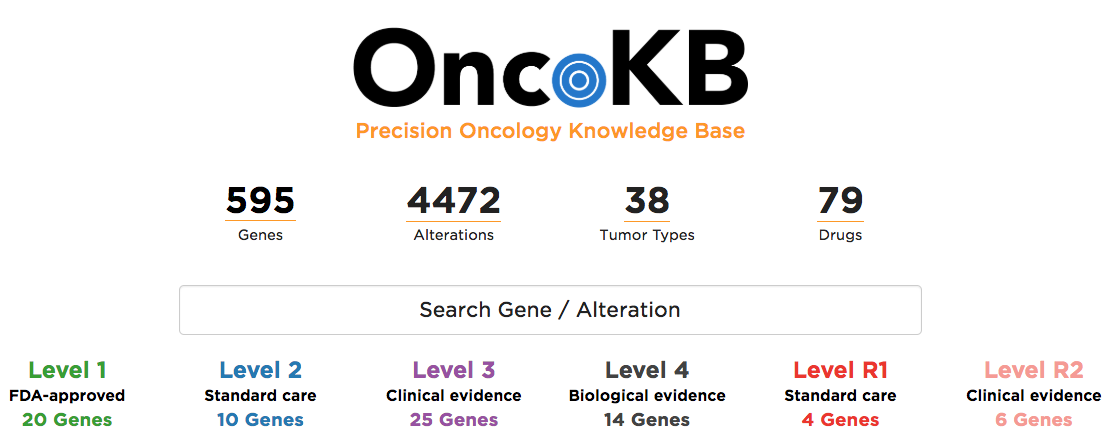 OncoKB
Precision Oncology Knowledge Base
595 4472 38 79
Genes Alterations Tumor Types Drugs
Search Gene / Alteration
Level 1 Level 2 Level 3 Level 4 Level R1 Level R2
FDA-approved Standard care Clinical evidence Biological evidence Standard care Clinical evidence
20 Genes 10 Genes 25 Genes 14 Genes 4 Genes 6 Genes